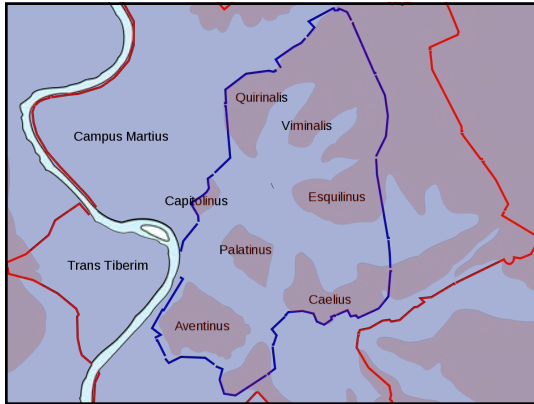 Quirinalis
Viminalis
Campus Martius
Capitolinus
Esquilinus
Palatinus
Trans Tiberim
Caelius
Aventinus